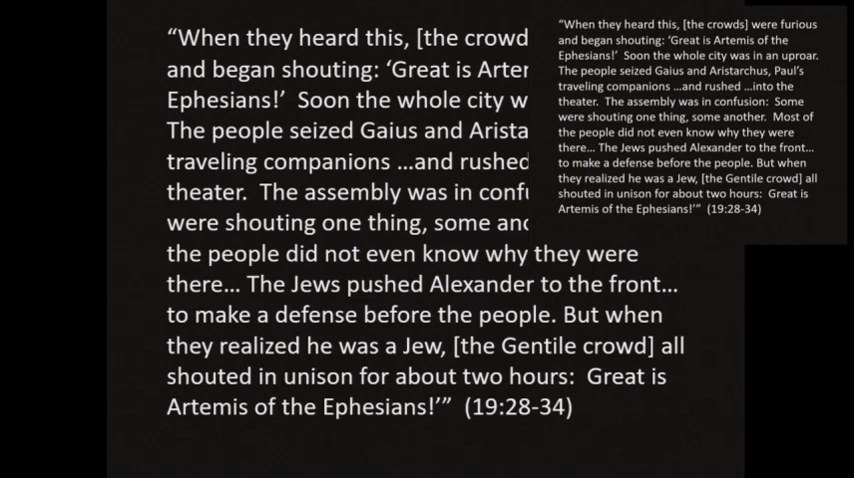 “When they heard this, [the crowd
and began shouting: ‘Great is Arter
Ephesians!’ Soon the whole city w
The people seized Gaius and Arista
traveling companions ...and rushed
theater. The assembly was in confu
were shouting one thing, some ano
the people did not even know why they were
there... The Jews pushed Alexander to the front...
to make a defense before the people. But when
they realized he was a Jew, [the Gentile crowd] all
shouted in unison for about two hours: Great is
Artemis of the Ephesians!’” (19:28-34)
“When they heard this, [the crowds] were furious
and began shouting: ‘Great is Artemis of the
Ephesians!’ Soon the whole city was in an uproar.
The people seized Gaius and Aristarchus, Paul’s
traveling companions ...and rushed ...into the
theater. The assembly was in confusion: Some
were shouting one thing, some another. Most of
the people did not even know why they were
there... The Jews pushed Alexander to the front...
to make a defense before the people. But when
they realized he was a Jew, [the Gentile crowd] all
shouted in unison for about two hours: Great is
Artemis of the Ephesians!’” (19:28-34)